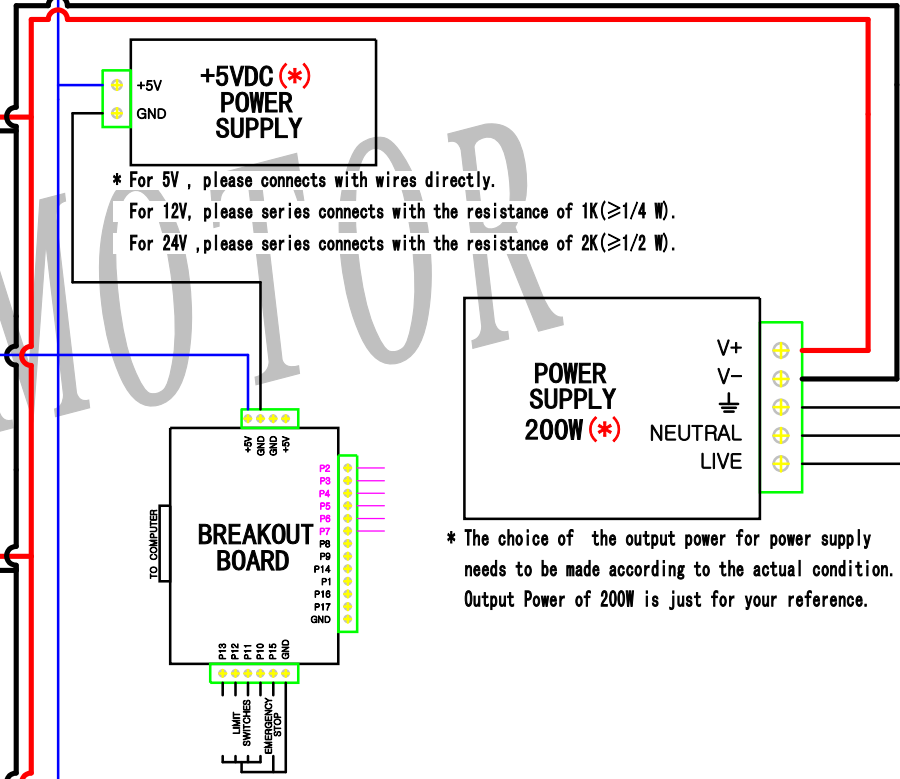 +5VDC(*)
POWER
SUPPLY
+5V
GND
* For 5V , please connects with wires directly.
For 12V, please series connects with the resistance of 1K(≥1/4 W).
For 24V ,please series connects with the resistance of 2K(≥1/2 W).
MOTOR
POWER
SUPPLY
200W(*)
V+
V-
NEUTRAL
LIVE
* The choice of the output power for power supply
needs to be made according to the actual condition.
Output Power of 200W is just for your reference.
+5V
GND
GND
+5V
TO COMPUTER
BREAKOUT
BOARD
P2
P3
P4
P5
P6
P7
P8
P9
P14
P1
P16
P17
GND
P13
P12
P11
P10
P15
GND
LIMIT
SWITCHES
EMERGENCY
STOP